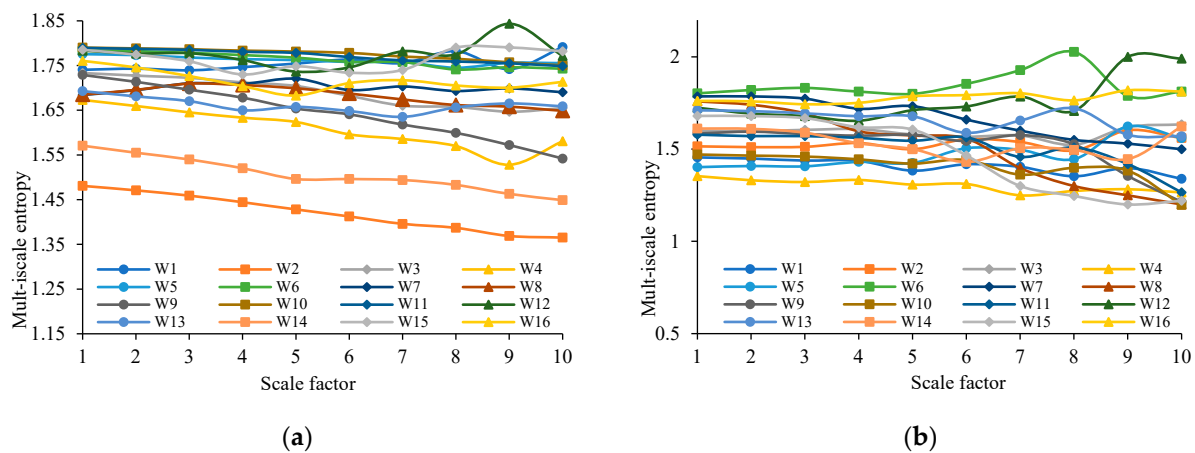 Mult-iscale entropy
1.85
1.75
1.65
1.55
1.45
1.35
1.25
1.15
W1 W2 W3 W4
W5 W6 W7 W8
W9 W10 W11 W12
W13 W14 W15 W16
1 2 3 4 5 6 7 8 9 10
Scale factor
(a)
Mult-iscale entropy
2
1.5
1
0.5
W1 W2 W3 W4
W5 W6 W7 W8
W9 W10 W11 W12
W13 W14 W15 W16
1 2 3 4 5 6 7 8 9 10
Scale factor
(b)